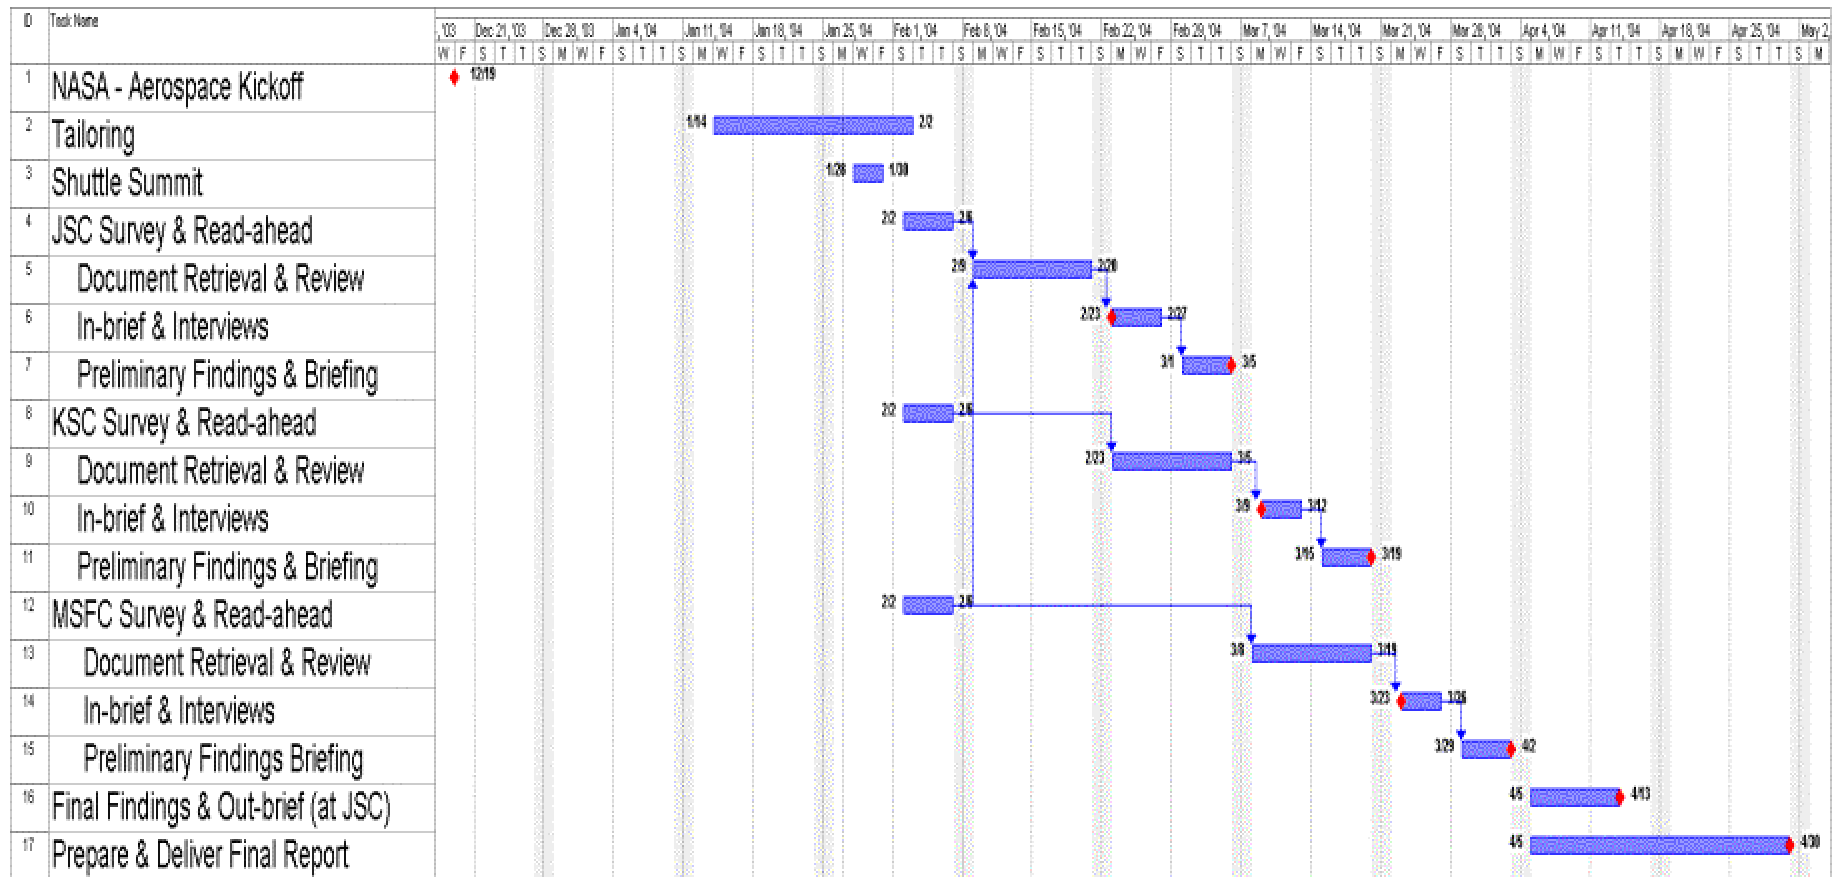 ID Task Name
, '03 Dec 21, '03 Dec 28, '03 Jan 4, '04 Jan 11, '04 Jan 18, '04 Jan 25, '04 Feb 1, '04 Feb 8, '04 Feb 15, '04 Feb 22, '04 Feb 29, '04 Mar 7, '04 Mar 14, '04 Mar 21, '04 Mar 28, '04 Apr 4, '04 Apr 11, '04 Apr 18, '04 Apr 25, '04 May 2,
W F S T T S M W F S T T S M W F S T T S M W F S T T S M W F S T T S M W F S T T S M W F S T T S M W F S T T S M
1 NASA - Aerospace Kickoff 12/19
2 Tailoring 1/14 2/2
3 Shuttle Summit 1/28 1/30
4 JSC Survey & Read-ahead 2/2 2/6
5 Document Retrieval & Review 2/9 2/20
6 In-brief & Interviews 2/23 2/27
7 Preliminary Findings & Briefing 3/1 3/5
8 KSC Survey & Read-ahead 2/2 2/6
9 Document Retrieval & Review 2/23 3/5
10 In-brief & Interviews 3/9 3/12
11 Preliminary Findings & Briefing 3/15 3/19
12 MSFC Survey & Read-ahead 2/2 2/6
13 Document Retrieval & Review 3/8 3/19
14 In-brief & Interviews 3/23 3/26
15 Preliminary Findings Briefing 3/29 4/2
16 Final Findings & Out-brief (at JSC) 4/5 4/13
17 Prepare & Deliver Final Report 4/5 4/30